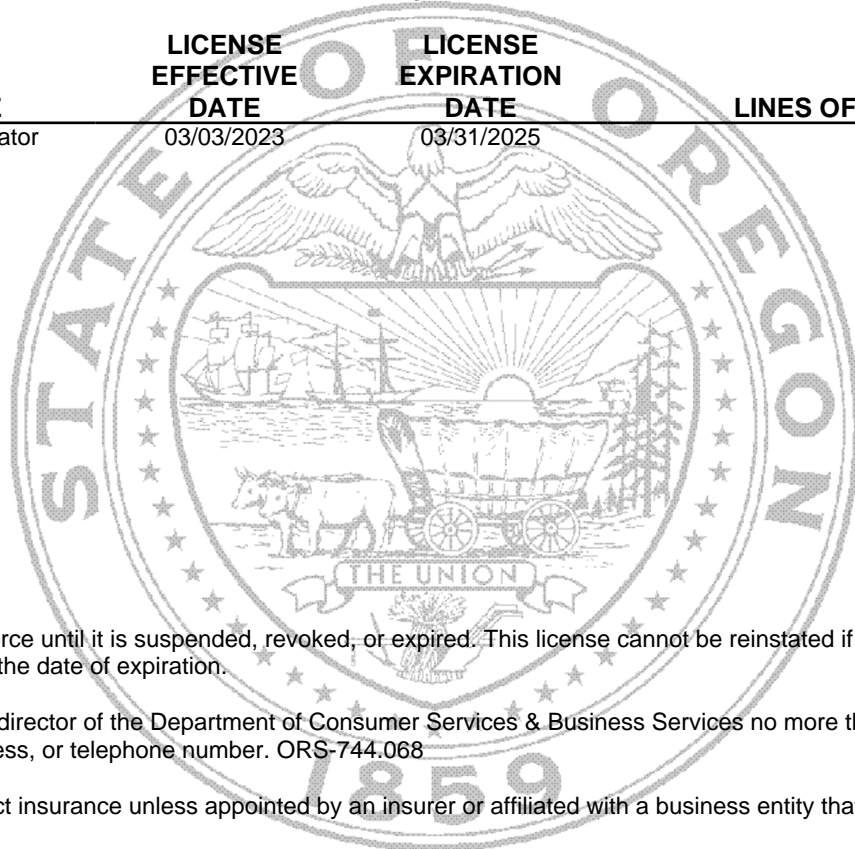 LICENSE LICENSE
EFFECTIVE EXPIRATION
DATE DATE LINES OF
ator 03/03/2023 03/31/2025
STATE OF OREGON
THE UNION
rce until it is suspended, revoked, or expired. This license cannot be reinstated if
the date of expiration.
director of the Department of Consumer Services & Business Services no more th
ess, or telephone number. ORS-744.068
ct insurance unless appointed by an insurer or affiliated with a business entity tha
1859